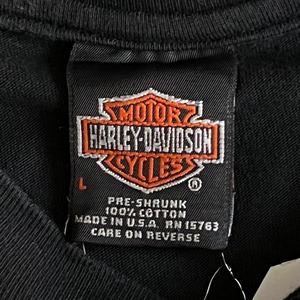 MOTOR
HARLEY-DAVIDSON
CYCLES
L
®
PRE-SHRUNK
100% COTTON
MADE IN U.S.A. RN 15763
CARE ON REVERSE